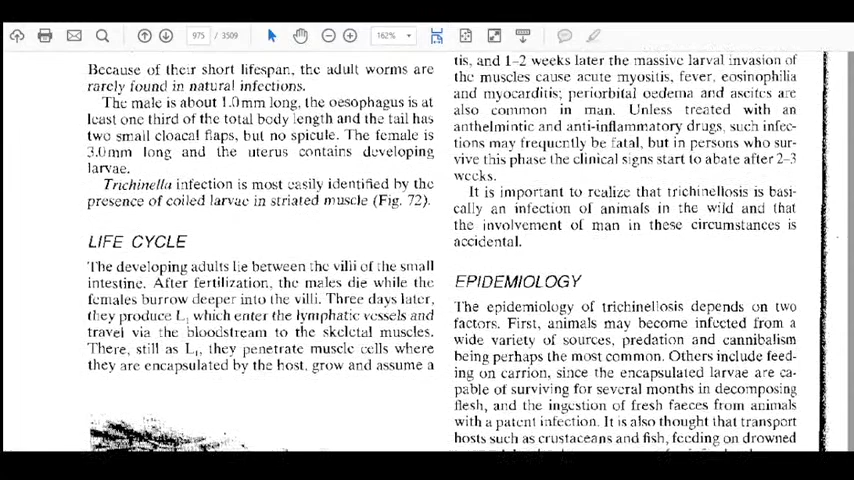 975 / 3509
162%
Because of their short lifespan, the adult worms are
rarely found in natural infections.
The male is about 1.0mm long, the oesophagus is at
least one third of the total body length and the tail has
two small cloacal flaps, but no spicule. The female is
3.0mm long and the uterus contains developing
larvae.
Trichinella infection is most easily identified by the
presence of coiled larvae in striated muscle (Fig. 72).
LIFE CYCLE
The developing adults lie between the villi of the small
intestine. After fertilization, the males die while the
females burrow deeper into the villi. Three days later,
they produce L₁ which enter the lymphatic vessels and
travel via the bloodstream to the skeletal muscles.
There, still as L₁, they penetrate muscle cells where
they are encapsulated by the host, grow and assume a
tis, and 1–2 weeks later the massive larval invasion of
the muscles cause acute myositis, fever, eosinophilia
and myocarditis; periorbital oedema and ascites are
also common in man. Unless treated with an
anthelmintic and anti-inflammatory drugs, such infec-
tions may frequently be fatal, but in persons who sur-
vive this phase the clinical signs start to abate after 2–3
weeks.
It is important to realize that trichinellosis is basi-
cally an infection of animals in the wild and that
the involvement of man in these circumstances is
accidental.
EPIDEMIOLOGY
The epidemiology of trichinellosis depends on two
factors. First, animals may become infected from a
wide variety of sources, predation and cannibalism
being perhaps the most common. Others include feed-
ing on carrion, since the encapsulated larvae are ca-
pable of surviving for several months in decomposing
flesh, and the ingestion of fresh faeces from animals
with a patent infection. It is also thought that transport
hosts such as crustaceans and fish, feeding on drowned